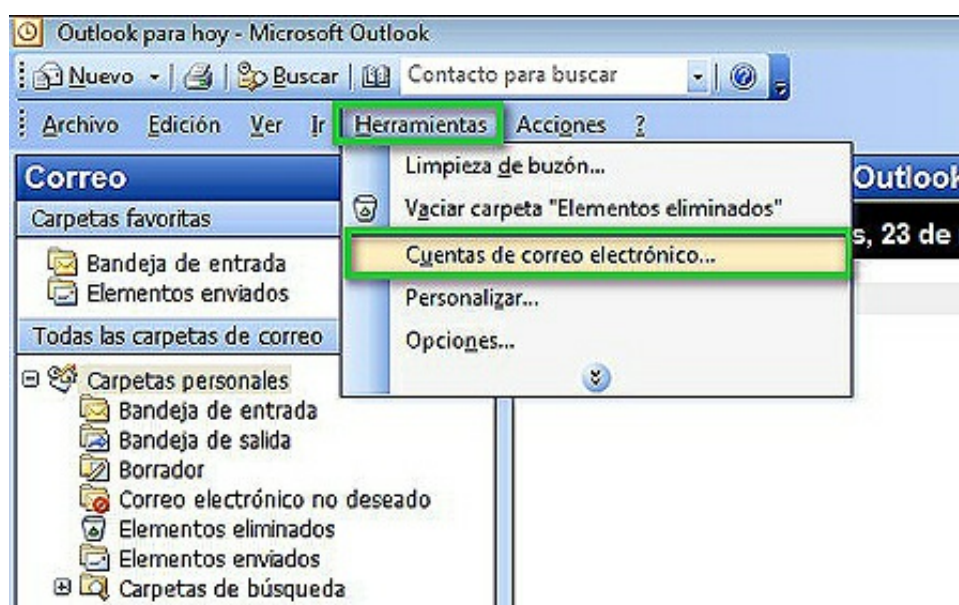 Outlook para hoy - Microsoft Outlook
Nuevo Buscar Contacto para buscar
Archivo Edición Ver Ir Herramientas Acciones ?
Limpieza de buzón...
Vaciar carpeta "Elementos eliminados"
Cuentas de correo electrónico...
Personalizar...
Opciones...
Correo
Outlook
Carpetas favoritas
s, 23 de
Bandeja de entrada
Elementos enviados
Todas las carpetas de correo
Carpetas personales
Bandeja de entrada
Bandeja de salida
Borrador
Correo electrónico no deseado
Elementos eliminados
Elementos enviados
Carpetas de búsqueda